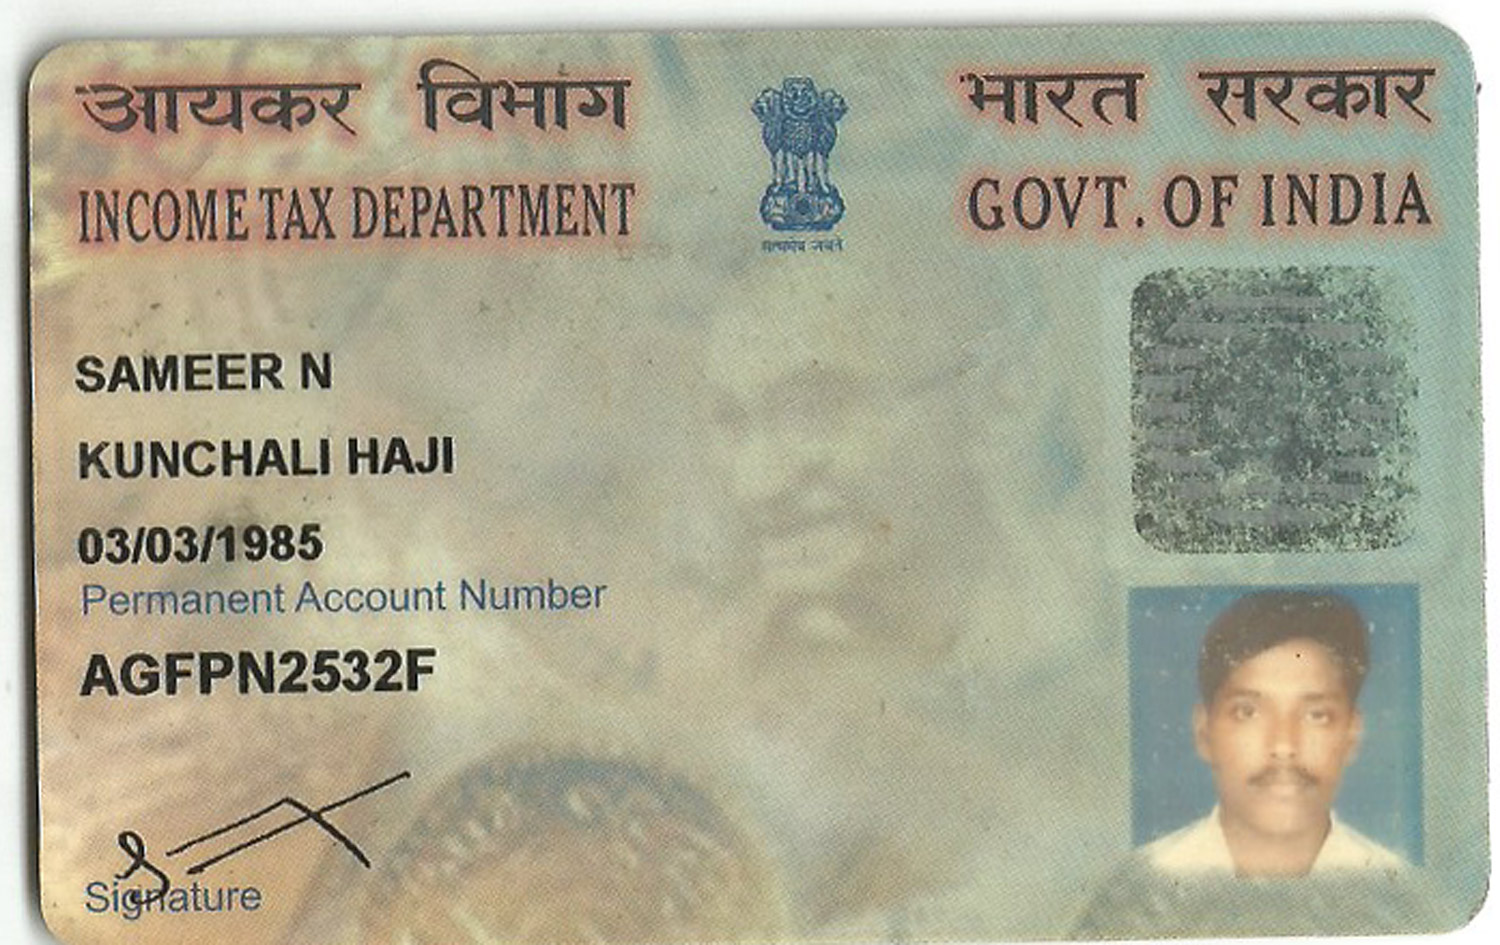 आयकर विभाग
भारत सरकार
INCOME TAX DEPARTMENT
GOVT. OF INDIA
सत्यमेव जयते
SAMEER N
KUNCHALI HAJI
03/03/1985
Permanent Account Number
AGFPN2532F
Signature